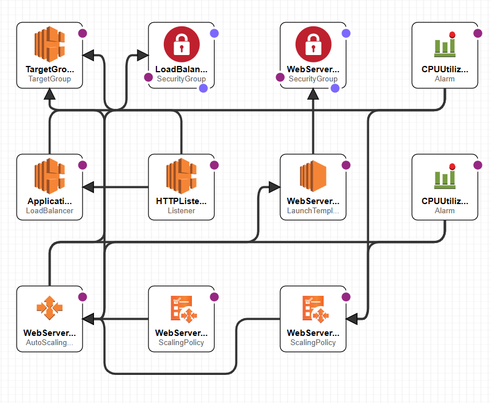 TargetGro...
TargetGroup
LoadBalan...
SecurityGroup
WebServer...
SecurityGroup
CPUUtiliz...
Alarm
Applicati...
LoadBalancer
HTTPListe...
Listener
WebServer...
LaunchTempl...
CPUUtiliz...
Alarm
WebServer...
AutoScaling...
WebServer...
ScalingPolicy
WebServer...
ScalingPolicy